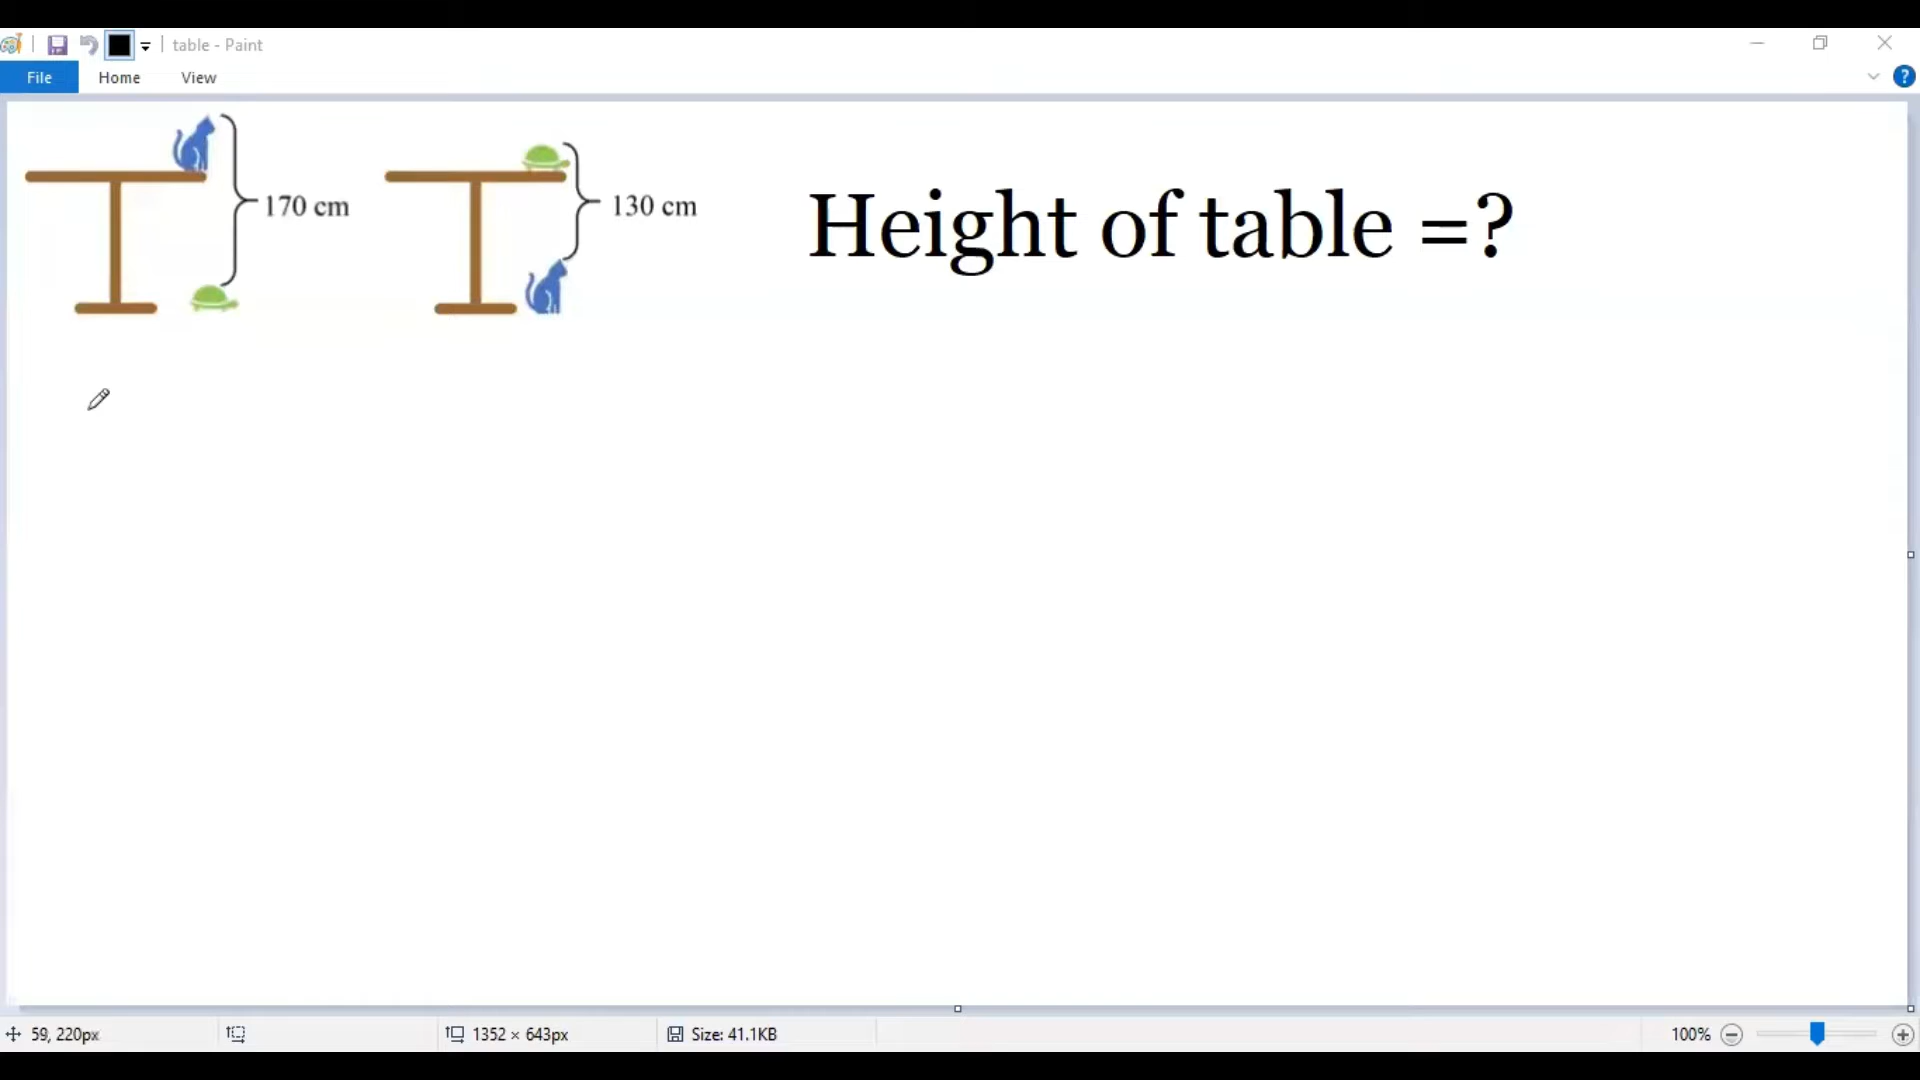 table - Paint
File Home View ?
170 cm 130 cm
Height of table =?
59, 220px 1352 × 643px Size: 41.1KB 100%